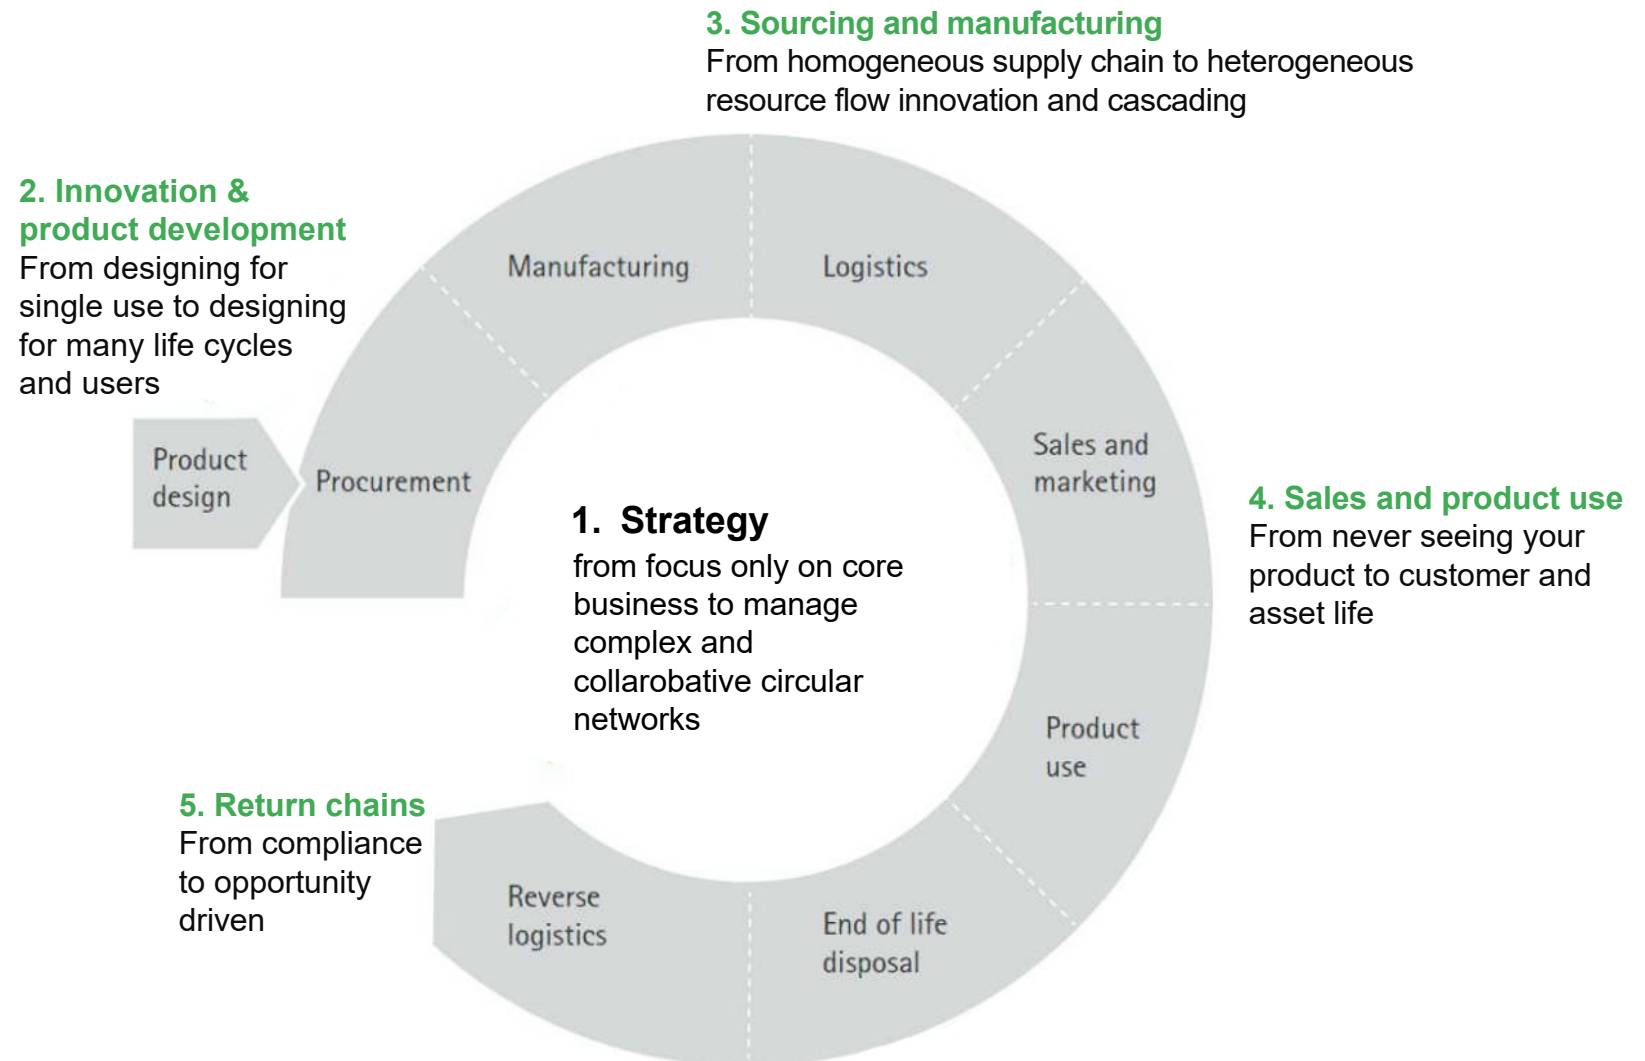 3. Sourcing and manufacturing
From homogeneous supply chain to heterogeneous
resource flow innovation and cascading
2. Innovation &
product development
From designing for
single use to designing
for many life cycles
and users
Manufacturing
Logistics
Product
design
Procurement
Sales and
marketing
1. Strategy
from focus only on core
business to manage
complex and
collarobative circular
networks
4. Sales and product use
From never seeing your
product to customer and
asset life
Product
use
5. Return chains
From compliance
to opportunity
driven
Reverse
logistics
End of life
disposal